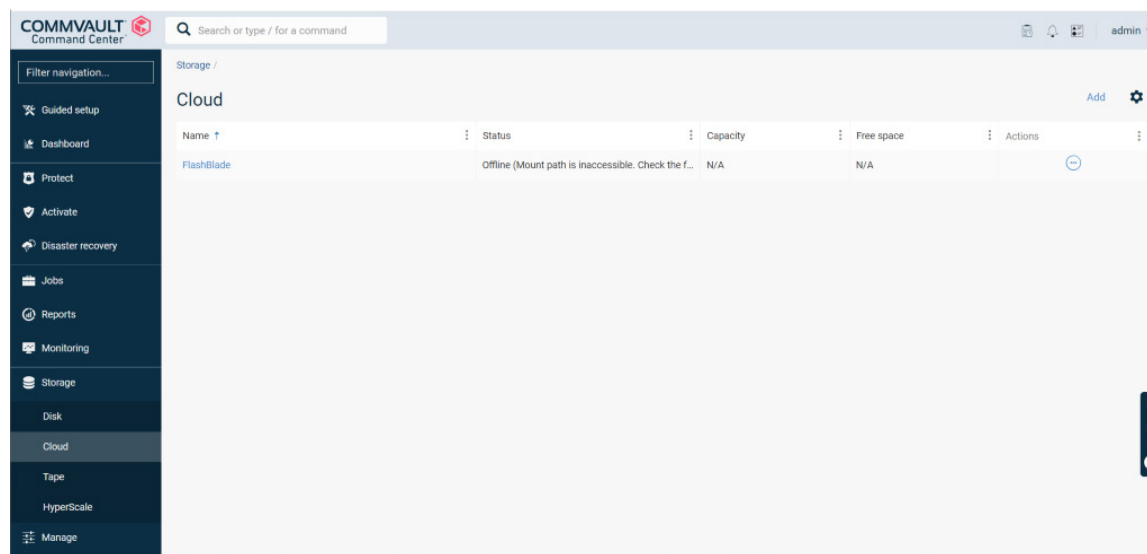 COMMVAULT
Command Center
Search or type / for a command
admin
Filter navigation...
Storage /
Guided setup
Cloud
Add
Dashboard
Name ↑ Status Capacity Free space Actions
FlashBlade Offline (Mount path is inaccessible. Check the f... N/A N/A
Protect
Activate
Disaster recovery
Jobs
Reports
Monitoring
Storage
Disk
Cloud
Tape
HyperScale
Manage